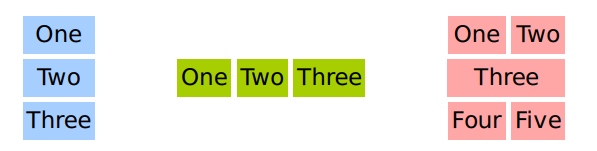 One
Two
Three
One Two Three
One Two
Three
Four Five